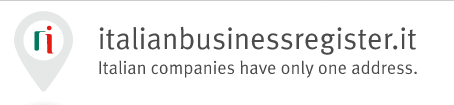 ri
italianbusinessregister.it
Italian companies have only one address.